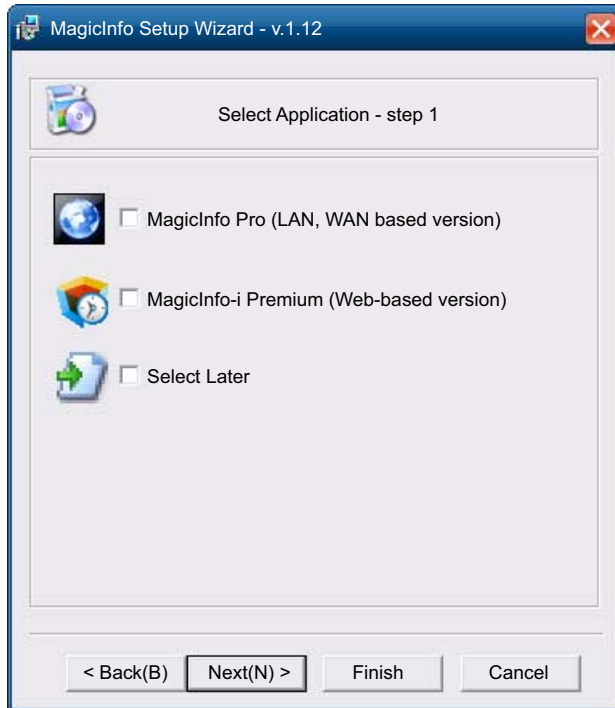 MagicInfo Setup Wizard - v.1.12
Select Application - step 1
MagicInfo Pro (LAN, WAN based version)
MagicInfo-i Premium (Web-based version)
Select Later
< Back(B) Next(N) > Finish Cancel